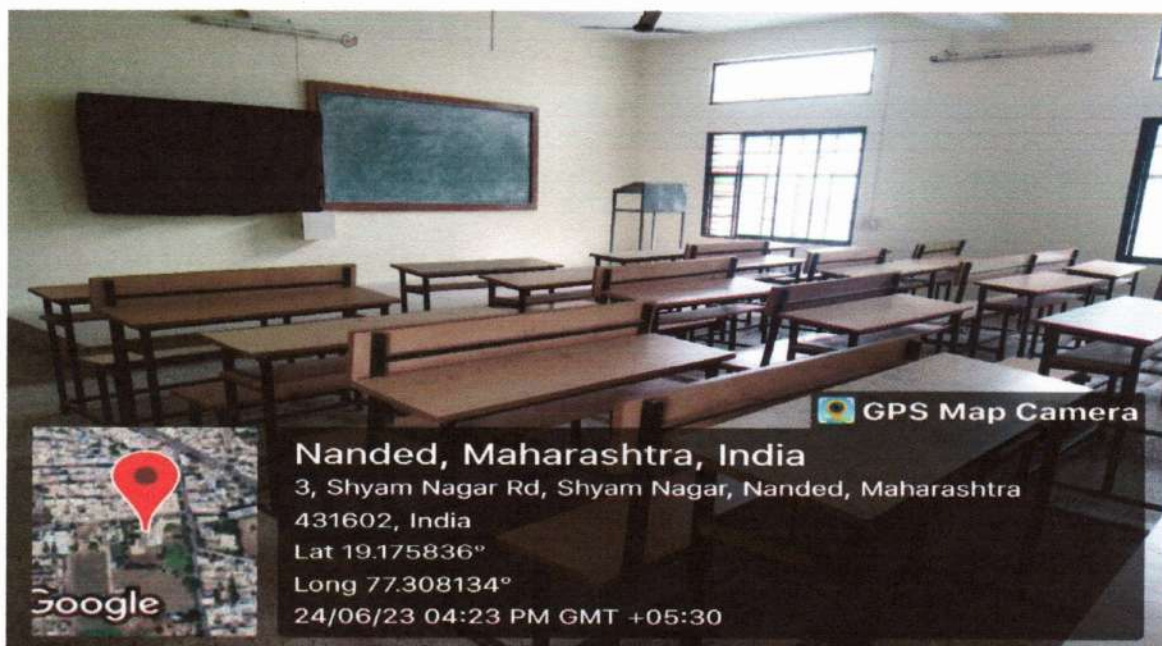 GPS Map Camera
Nanded, Maharashtra, India
3, Shyam Nagar Rd, Shyam Nagar, Nanded, Maharashtra
431602, India
Lat 19.175836°
Long 77.308134°
24/06/23 04:23 PM GMT +05:30
Google